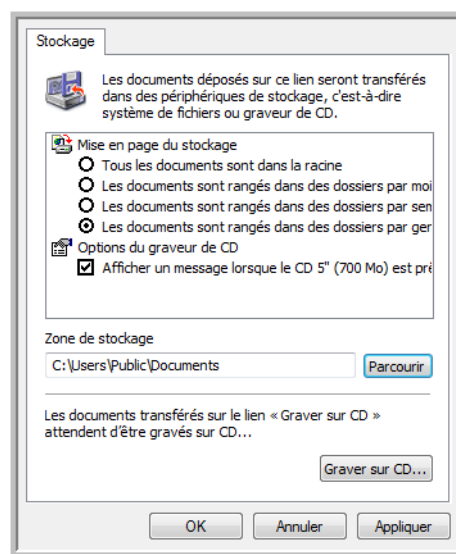 Stockage
Les documents déposés sur ce lien seront transférés
dans des périphériques de stockage, c'est-à-dire
système de fichiers ou graveur de CD.
Mise en page du stockage
Tous les documents sont dans la racine
Les documents sont rangés dans des dossiers par moi
Les documents sont rangés dans des dossiers par sen
Les documents sont rangés dans des dossiers par ger
Options du graveur de CD
Afficher un message lorsque le CD 5" (700 Mo) est prê
Zone de stockage
C:\Users\Public\Documents
Parcourir
Les documents transférés sur le lien « Graver sur CD »
attendent d'être gravés sur CD...
Graver sur CD...
OK
Annuler
Appliquer